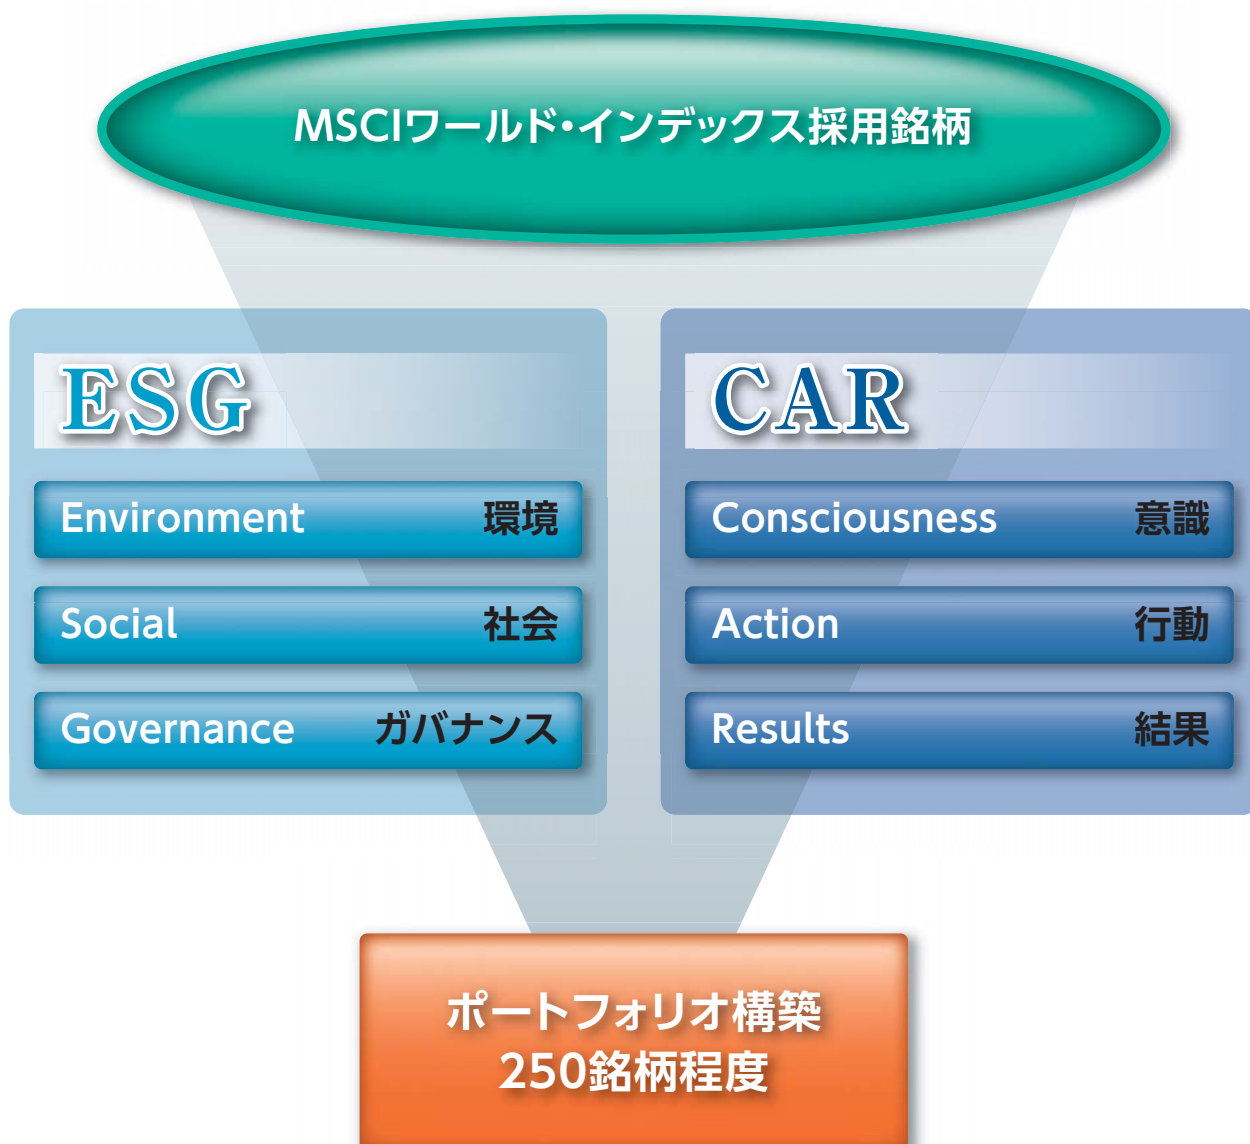 MSCIワールド・インデックス採用銘柄
ESG
Environment 環境
Social 社会
Governance ガバナンス
CAR
Consciousness 意識
Action 行動
Results 結果
ポートフォリオ構築
250銘柄程度